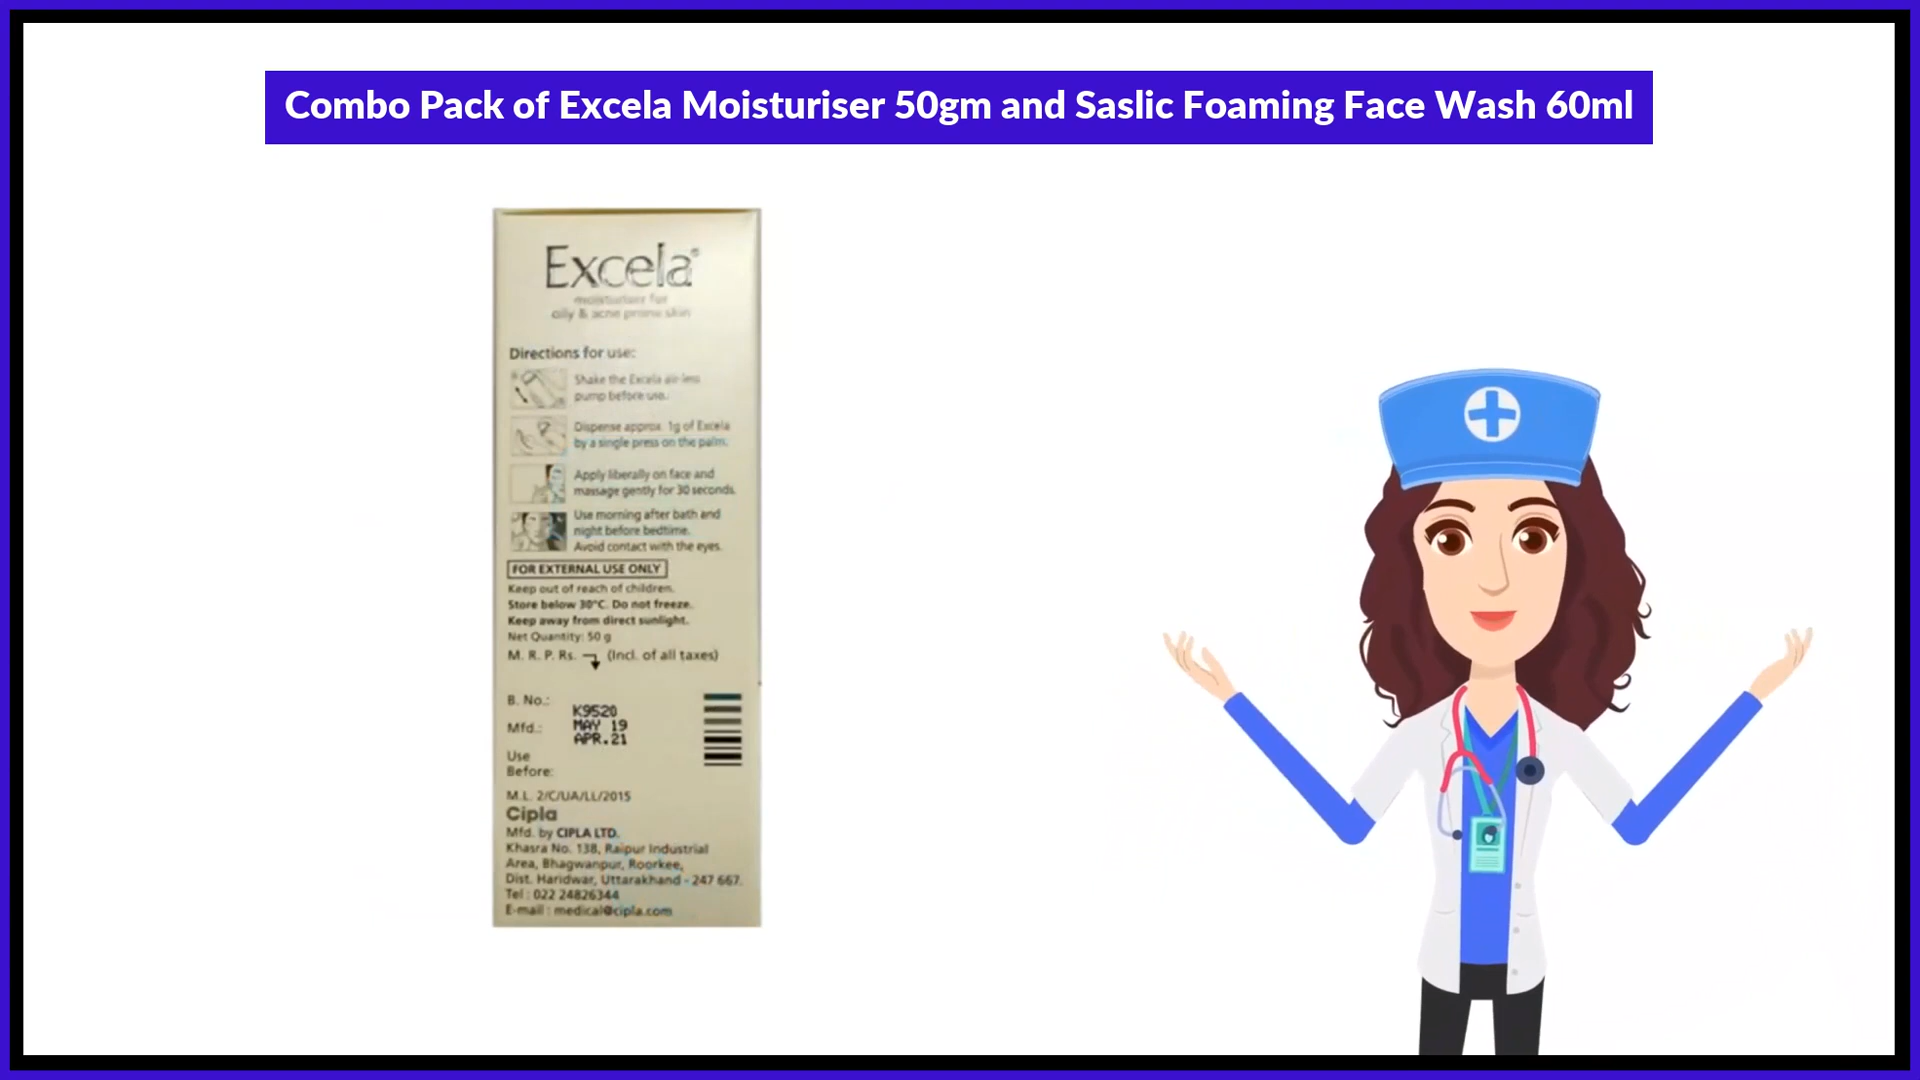 Combo Pack of Excela Moisturiser 50gm and Saslic Foaming Face Wash 60ml
Excela®
moisturiser for
oily & acne prone skin
Directions for use:
Shake the Excela air-less
pump before use.
Dispense approx. 1g of Excela
by a single press on the palm.
Apply liberally on face and
massage gently for 30 seconds.
Use morning after bath and
night before bedtime.
Avoid contact with the eyes.
FOR EXTERNAL USE ONLY
Keep out of reach of children.
Store below 30°C. Do not freeze.
Keep away from direct sunlight.
Net Quantity: 50 g
M. R. P. Rs. (Incl. of all taxes)
B. No.: K9520
Mfd.: MAY 19
APR.21
Use
Before:
M.L. 2/C/UA/LL/2015
Cipla
Mfd. by CIPLA LTD.
Khasra No. 138, Raipur Industrial
Area, Bhagwanpur, Roorkee,
Dist. Haridwar, Uttarakhand - 247 667.
Tel : 022 24826344
E-mail : medical@cipla.com